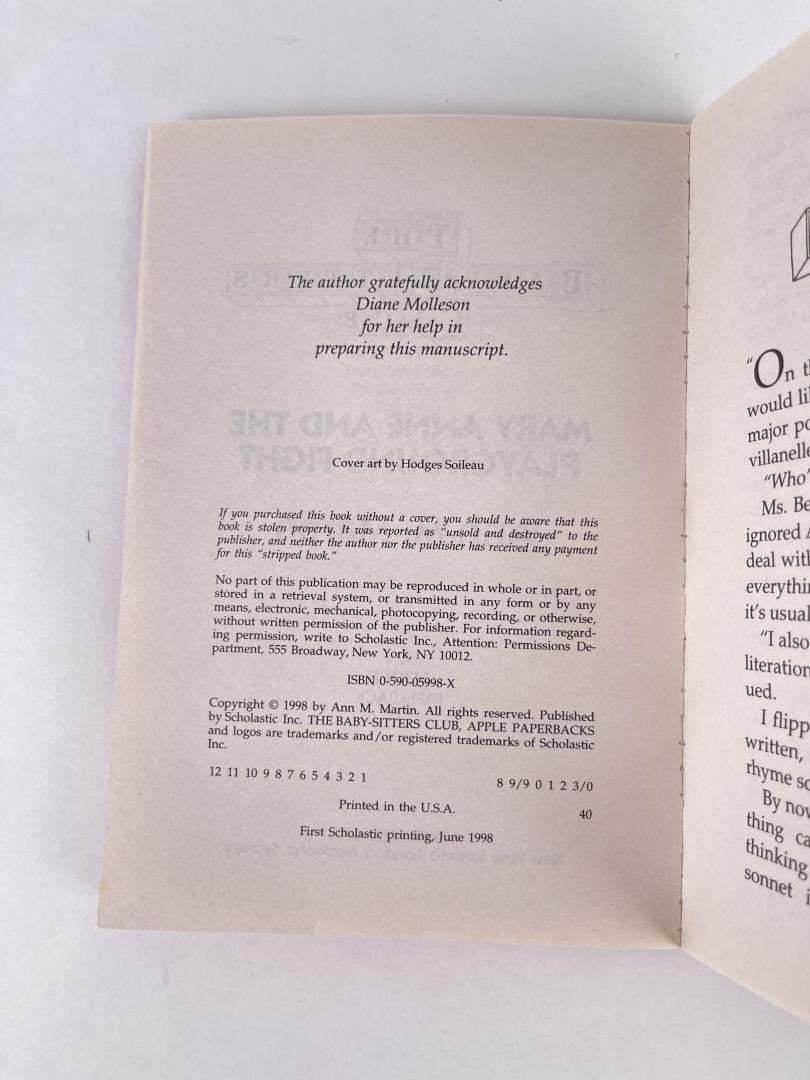 The author gratefully acknowledges
Diane Molleson
for her help in
preparing this manuscript.
Cover art by Hodges Soileau
If you purchased this book without a cover, you should be aware that this
book is stolen property. It was reported as “unsold and destroyed” to the
publisher, and neither the author nor the publisher has received any payment
for this “stripped book.”
No part of this publication may be reproduced in whole or in part, or
stored in a retrieval system, or transmitted in any form or by any
means, electronic, mechanical, photocopying, recording, or otherwise,
without written permission of the publisher. For information regard-
ing permission, write to Scholastic Inc., Attention: Permissions De-
partment, 555 Broadway, New York, NY 10012.
ISBN 0-590-05998-X
Copyright © 1998 by Ann M. Martin. All rights reserved. Published
by Scholastic Inc. THE BABY-SITTERS CLUB, APPLE PAPERBACKS
and logos are trademarks and/or registered trademarks of Scholastic
Inc.
12 11 10 9 8 7 6 5 4 3 2 1 8 9/9 0 1 2 3/0
Printed in the U.S.A. 40
First Scholastic printing, June 1998
“On
would
major
villanelle
“Who’
Ms.
ignored
deal with
everythin
it’s usual
“I also
literation
ued.
I flipp
written,
rhyme
By now
thing
thinking
sonnet